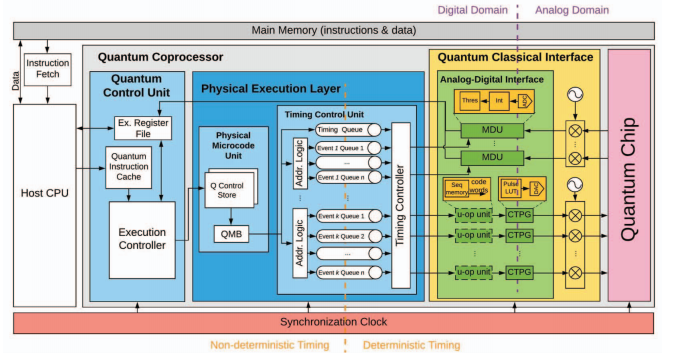 Digital Domain
Analog Domain
Main Memory (instructions & data)
Data
Instruction
Fetch
Host CPU
Quantum Coprocessor
Quantum
Control Unit
Ex. Register
File
Quantum
Instruction
Cache
Execution
Controller
Physical Execution Layer
Physical
Microcode
Unit
Q Control
Store
QMB
Timing Control Unit
Timing Queue
Addr. Logic
Event 1 Queue 1
...
Event 1 Queue n
...
Addr. Logic
Event k Queue 1
Event k Queue 2
...
Event k Queue n
Timing Controller
Quantum Classical Interface
Analog-Digital Interface
Thres
Int
ADC
MDU
MDU
Seq
memory
code
words
Pulse
LUT
DAC
u-op unit
CTPG
u-op unit
CTPG
u-op unit
CTPG
Quantum Chip
Synchronization Clock
Non-deterministic Timing
Deterministic Timing